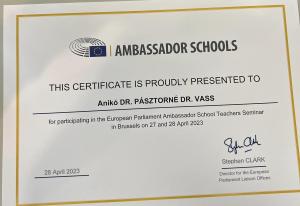 AMBASSADOR SCHOOLS
THIS CERTIFICATE IS PROUDLY PRESENTED TO
Anikó DR. PÁSZTORNÉ DR. VASS
for participating in the European Parliament Ambassador School Teachers Seminar
in Brussels on 27 and 28 April 2023
28 April 2023
Stephen CLARK
Director for the European
Parliament Liaison Offices